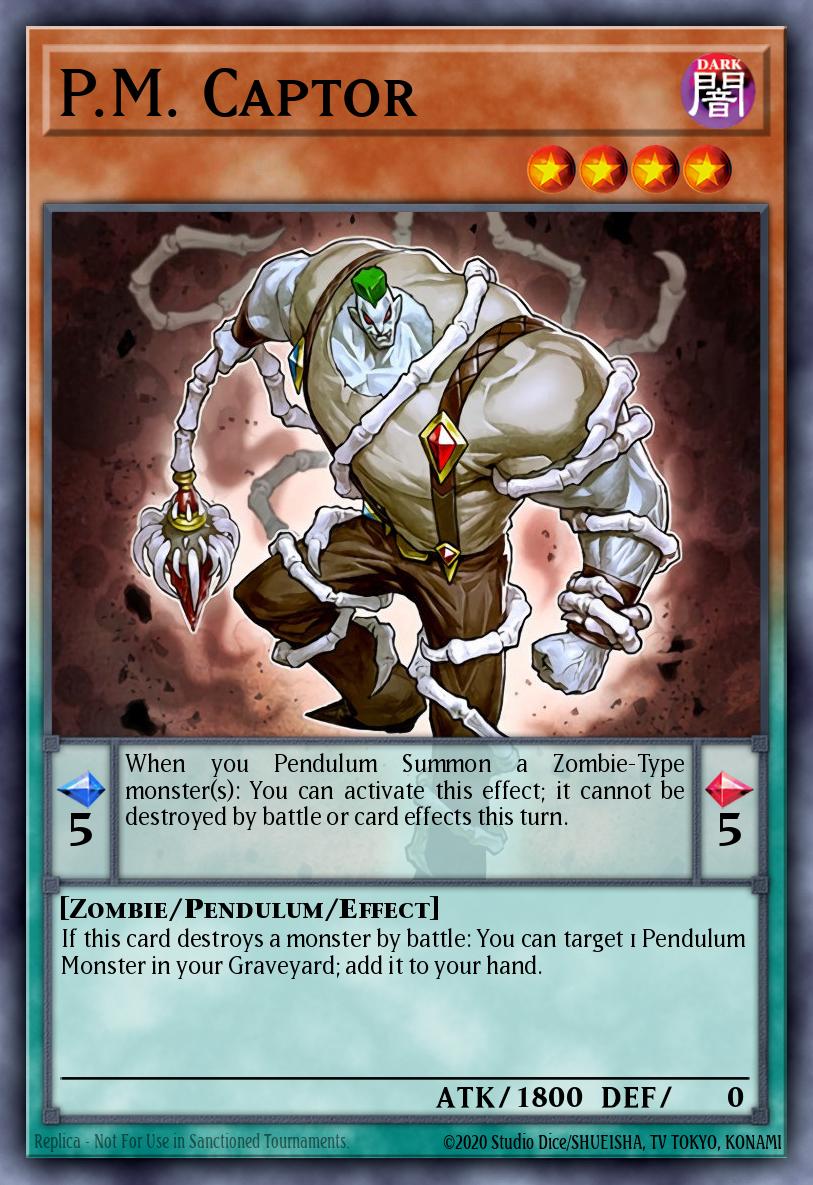 P.M. Captor
DARK
闇
When you Pendulum Summon a Zombie-Type
monster(s): You can activate this effect; it cannot be
destroyed by battle or card effects this turn.
5
5
[Zombie/Pendulum/Effect]
If this card destroys a monster by battle: You can target 1 Pendulum
Monster in your Graveyard; add it to your hand.
ATK/1800 DEF/ 0
Replica - Not For Use in Sanctioned Tournaments.
©2020 Studio Dice/SHUEISHA, TV TOKYO, KONAMI